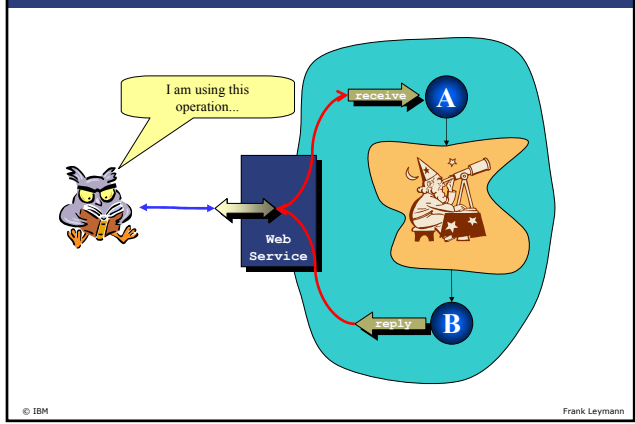 I am using this
operation...
receive
A
Web
Service
reply
B
© IBM
Frank Leymann